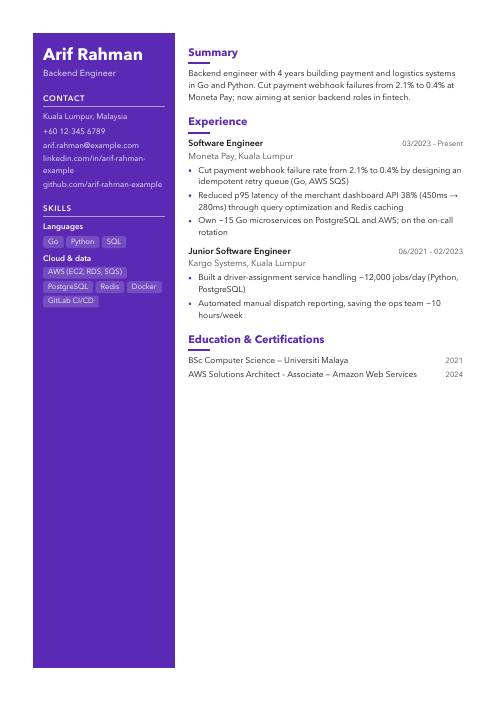 Arif Rahman
Backend Engineer
CONTACT
Kuala Lumpur, Malaysia
+60 12-345 6789
arif.rahman@example.com
linkedin.com/in/arif-rahman-
example
github.com/arif-rahman-example
SKILLS
Languages
Go Python SQL
Cloud & data
AWS (EC2, RDS, SQS)
PostgreSQL Redis Docker
GitLab CI/CD
Summary
Backend engineer with 4 years building payment and logistics systems
in Go and Python. Cut payment webhook failures from 2.1% to 0.4% at
Moneta Pay; now aiming at senior backend roles in fintech.
Experience
Software Engineer 03/2023 – Present
Moneta Pay, Kuala Lumpur
• Cut payment webhook failure rate from 2.1% to 0.4% by designing an
idempotent retry queue (Go, AWS SQS)
• Reduced p95 latency of the merchant dashboard API 38% (450ms →
280ms) through query optimization and Redis caching
• Own ~15 Go microservices on PostgreSQL and AWS; on the on-call
rotation
Junior Software Engineer 06/2021 – 02/2023
Kargo Systems, Kuala Lumpur
• Built a driver-assignment service handling ~12,000 jobs/day (Python,
PostgreSQL)
• Automated manual dispatch reporting, saving the ops team ~10
hours/week
Education & Certifications
BSc Computer Science — Universiti Malaya 2021
AWS Solutions Architect – Associate — Amazon Web Services 2024